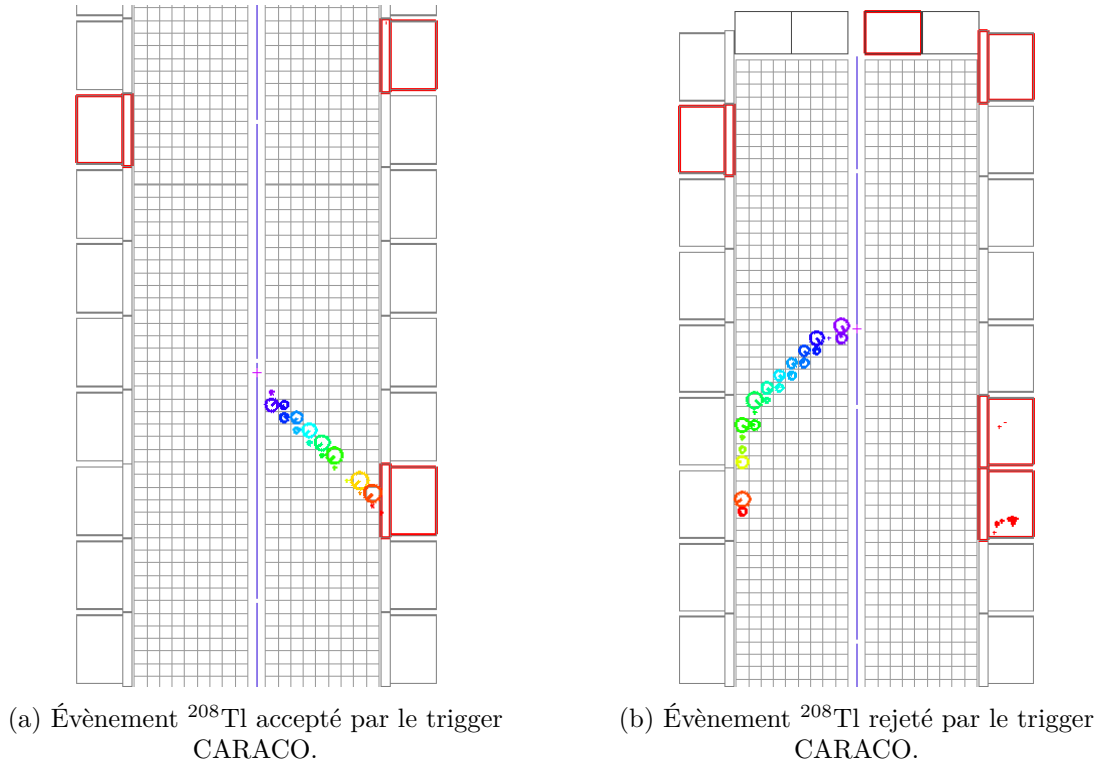 (a) Évènement ²⁰⁸Tl accepté par le trigger
CARACO.
(b) Évènement ²⁰⁸Tl rejeté par le trigger
CARACO.